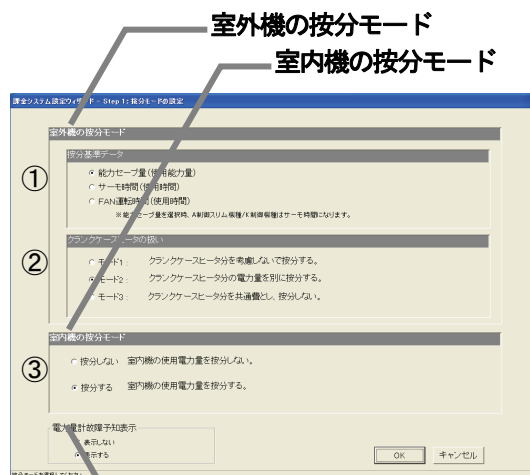 室外機の按分モード
室内機の按分モード
課金システム設定ウィザード - Step 1: 按分モードの設定
室外機の按分モード
①
按分基準データ
能力セーブ量(使用能力量)
サーモ時間(使用時間)
FAN運転時間(使用時間)
※能力セーブ量を選択時、A制御スリム機種/K制御機種はサーモ時間になります。
②
クランクケースヒータの扱い
モード1: クランクケースヒータ分を考慮しないで按分する。
モード2: クランクケースヒータ分の電力量を別に按分する。
モード3: クランクケースヒータ分を共通費とし、按分しない。
室内機の按分モード
③
按分しない 室内機の使用電力量を按分しない。
按分する 室内機の使用電力量を按分する。
電力量計故障予知表示
表示しない
表示する
OK キャンセル
按分モードを選択してください